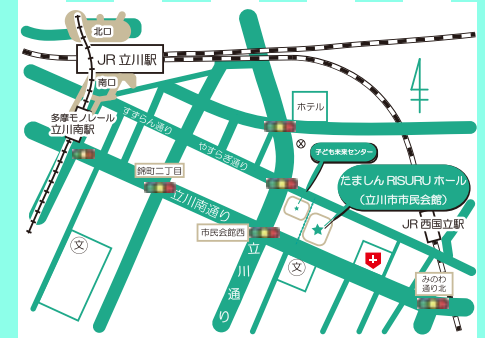 北口
JR 立川駅
南口
多摩モノレール
立川南駅
すずらん通り
ホテル
やすらぎ通り
子ども未来センター
錦町二丁目
たましん RISURU ホール
（立川市市民会館）
立川南通り
JR 西国立駅
市民会館西
立川通り
文
文
みのわ
通り北